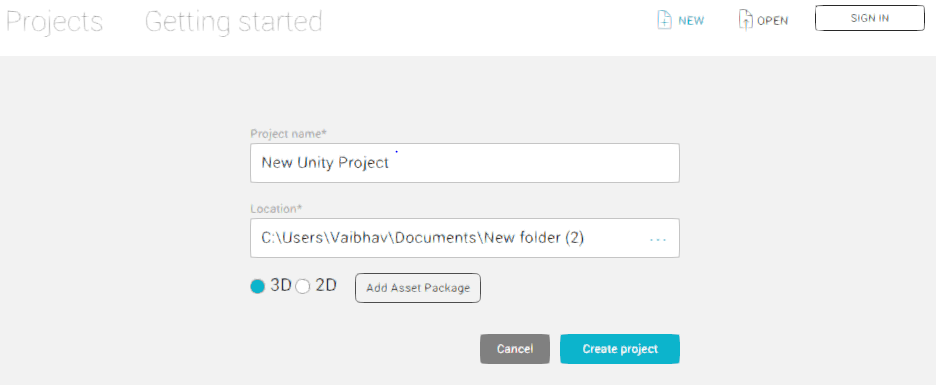 Projects Getting started NEW OPEN SIGN IN
Project name*
New Unity Project
Location*
C:\Users\Vaibhav\Documents\New folder (2) ...
3D 2D Add Asset Package
Cancel Create project